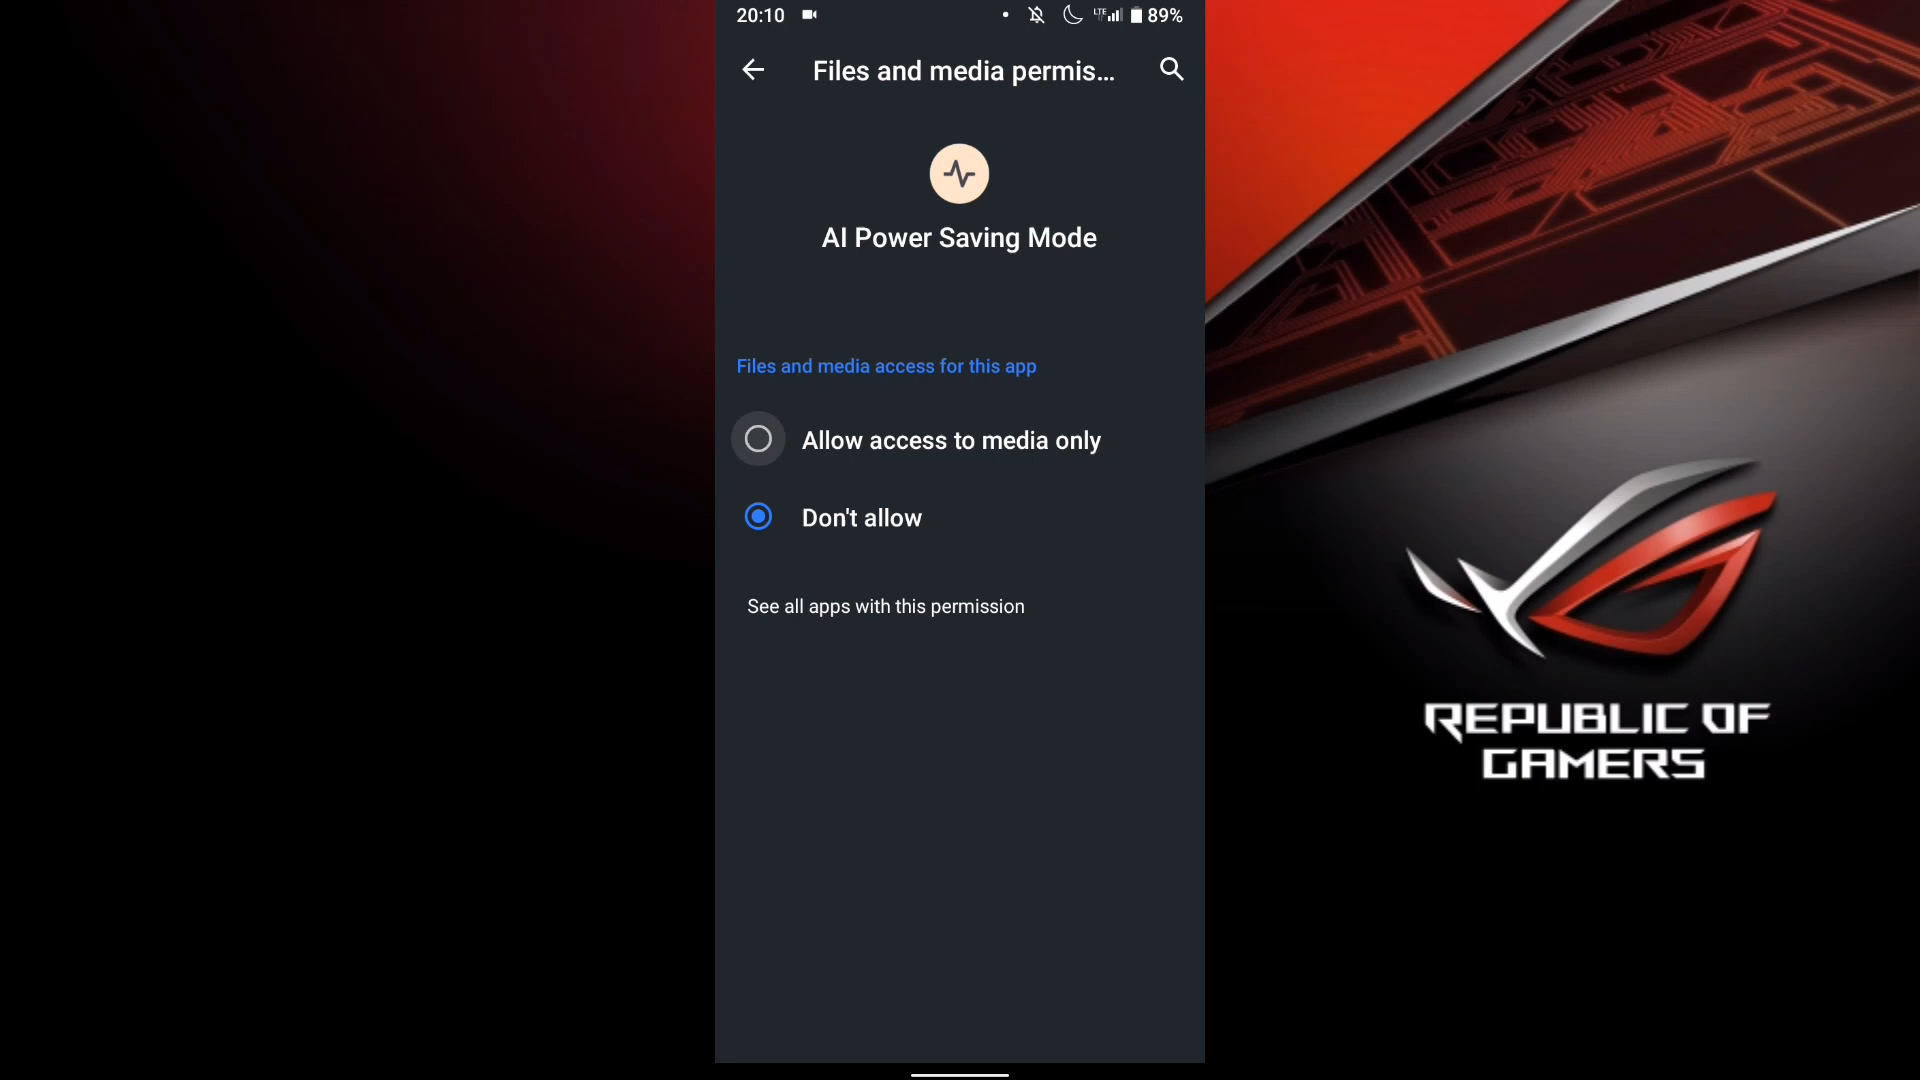 20:10 LTE 89%
Files and media permis...
AI Power Saving Mode
Files and media access for this app
Allow access to media only
Don't allow
See all apps with this permission
REPUBLIC OF
GAMERS